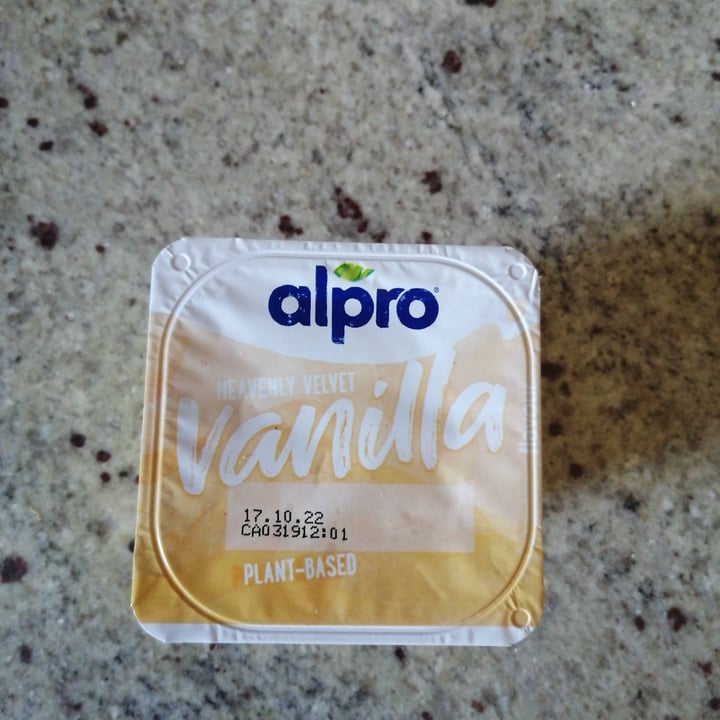 alpro
HEAVENLY VELVET
vanilla
17.10.22
CA031912:01
PLANT-BASED